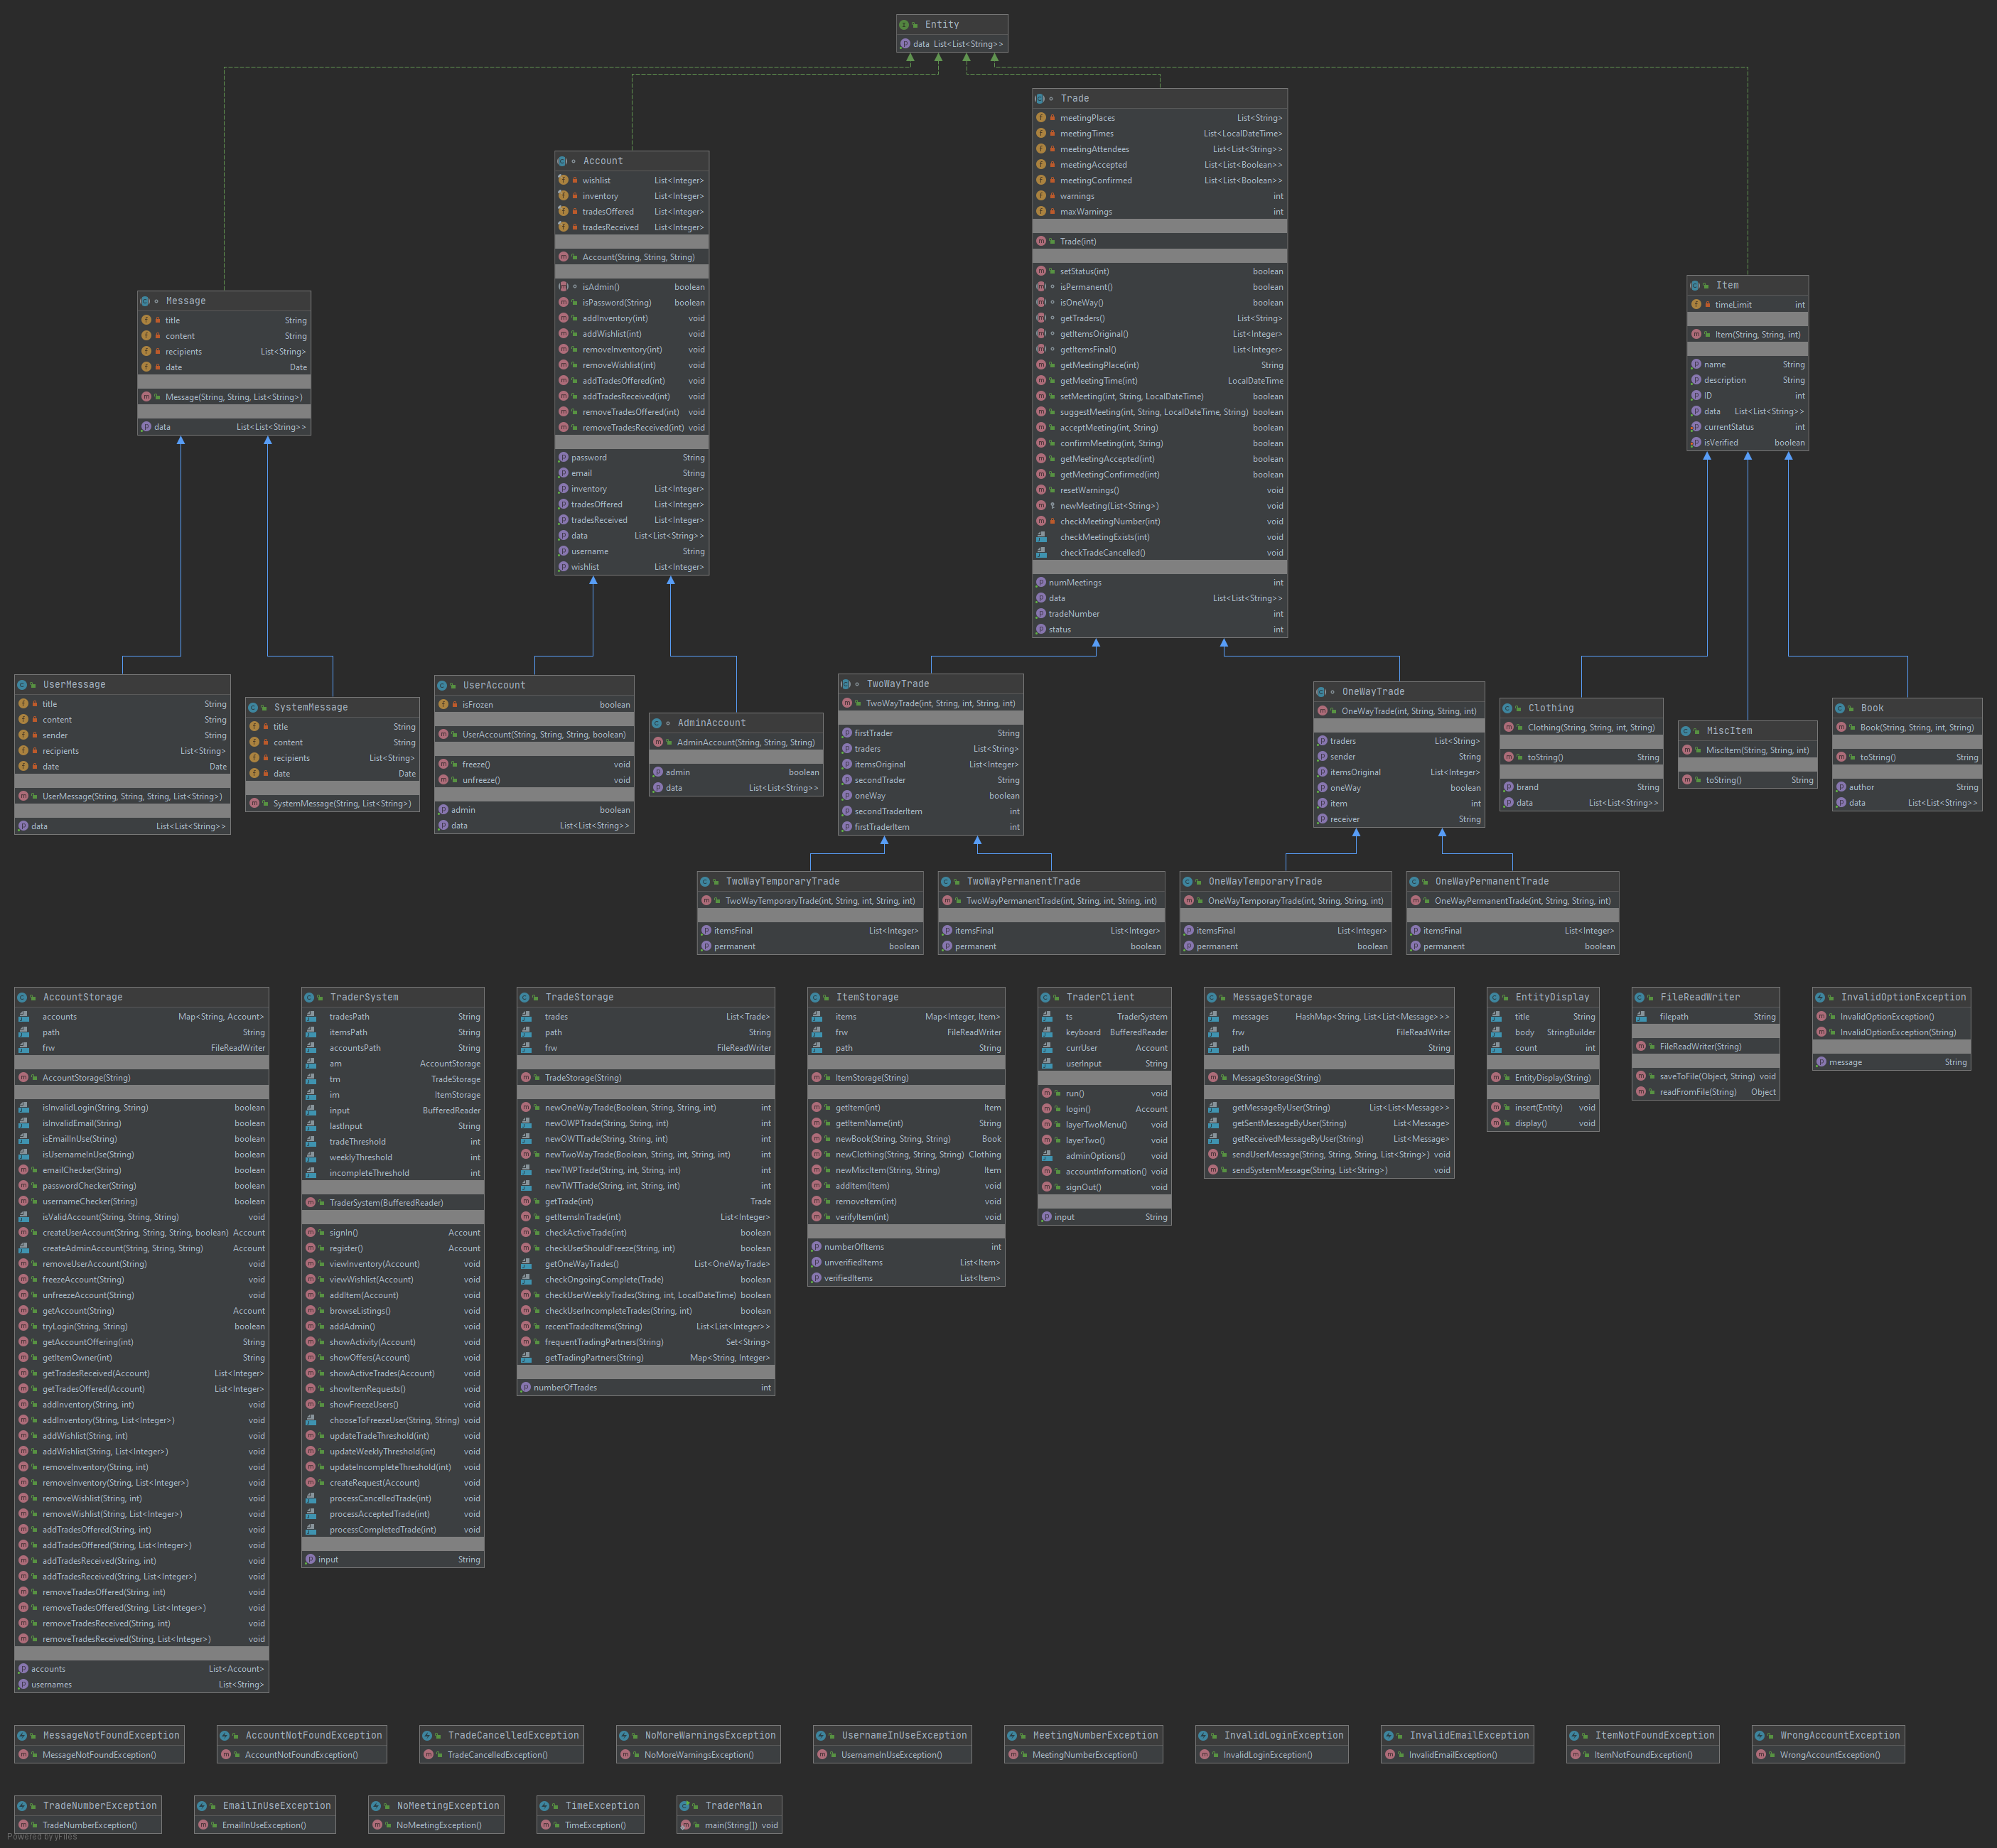 Entity
data List<List<String>>
Trade
meetingPlaces List<String>
meetingTimes List<LocalDateTime>
meetingAttendees List<List<String>>
meetingAccepted List<List<Boolean>>
meetingConfirmed List<List<Boolean>>
warnings int
maxWarnings int
Trade(int)
setStatus(int) boolean
isPermanent() boolean
isOneWay() boolean
getTraders() List<String>
getItemsOriginal() List<Integer>
getItemsFinal() List<Integer>
getMeetingPlace(int) String
getMeetingTime(int) LocalDateTime
setMeeting(int, String, LocalDateTime) boolean
suggestMeeting(int, String, LocalDateTime, String) boolean
acceptMeeting(int, String) boolean
confirmMeeting(int, String) boolean
getMeetingAccepted(int) boolean
getMeetingConfirmed(int) boolean
resetWarnings() void
newMeeting(List<String>) void
checkMeetingNumber(int) void
checkMeetingExists(int) void
checkTradeCancelled() void
numMeetings int
data List<List<String>>
tradeNumber int
status int
Account
wishlist List<Integer>
inventory List<Integer>
tradesOffered List<Integer>
tradesReceived List<Integer>
Account(String, String, String)
isAdmin() boolean
isPassword(String) boolean
addInventory(int) void
addWishlist(int) void
removeInventory(int) void
removeWishlist(int) void
addTradesOffered(int) void
addTradesReceived(int) void
removeTradesOffered(int) void
removeTradesReceived(int) void
password String
email String
inventory List<Integer>
tradesOffered List<Integer>
tradesReceived List<Integer>
data List<List<String>>
username String
wishlist List<Integer>
Message
title String
content String
recipients List<String>
date Date
Message(String, String, List<String>)
data List<List<String>>
Item
timeLimit int
Item(String, String, int)
name String
description String
ID int
data List<List<String>>
currentStatus int
isVerified boolean
UserMessage
title String
content String
sender String
recipients List<String>
date Date
UserMessage(String, String, String, List<String>)
data List<List<String>>
SystemMessage
title String
content String
recipients List<String>
date Date
SystemMessage(String, List<String>)
UserAccount
isFrozen boolean
UserAccount(String, String, String, boolean)
freeze() void
unfreeze() void
admin boolean
data List<List<String>>
AdminAccount
AdminAccount(String, String, String)
admin boolean
data List<List<String>>
TwoWayTrade
TwoWayTrade(int, String, int, String, int)
firstTrader String
traders List<String>
itemsOriginal List<Integer>
secondTrader String
oneWay boolean
secondTraderItem int
firstTraderItem int
OneWayTrade
OneWayTrade(int, String, String, int)
traders List<String>
sender String
itemsOriginal List<Integer>
oneWay boolean
item int
receiver String
Clothing
Clothing(String, String, int, String)
toString() String
brand String
data List<List<String>>
MiscItem
MiscItem(String, String, int)
toString() String
Book
Book(String, String, int, String)
toString() String
author String
data List<List<String>>
TwoWayTemporaryTrade
TwoWayTemporaryTrade(int, String, int, String, int)
itemsFinal List<Integer>
permanent boolean
TwoWayPermanentTrade
TwoWayPermanentTrade(int, String, int, String, int)
itemsFinal List<Integer>
permanent boolean
OneWayTemporaryTrade
OneWayTemporaryTrade(int, String, String, int)
itemsFinal List<Integer>
permanent boolean
OneWayPermanentTrade
OneWayPermanentTrade(int, String, String, int)
itemsFinal List<Integer>
permanent boolean
AccountStorage
accounts Map<String, Account>
path String
frw FileReadWriter
AccountStorage(String)
isInvalidLogin(String, String) boolean
isInvalidEmail(String) boolean
isEmailInUse(String) boolean
isUsernameInUse(String) boolean
emailChecker(String) boolean
passwordChecker(String) boolean
usernameChecker(String) boolean
isValidAccount(String, String, String) void
createUserAccount(String, String, String, boolean) Account
createAdminAccount(String, String, String) Account
removeUserAccount(String) void
freezeAccount(String) void
unfreezeAccount(String) void
getAccount(String) Account
tryLogin(String, String) boolean
getAccountOffering(int) String
getItemOwner(int) String
getTradesReceived(Account) List<Integer>
getTradesOffered(Account) List<Integer>
addInventory(String, int) void
addInventory(String, List<Integer>) void
addWishlist(String, int) void
addWishlist(String, List<Integer>) void
removeInventory(String, int) void
removeInventory(String, List<Integer>) void
removeWishlist(String, int) void
removeWishlist(String, List<Integer>) void
addTradesOffered(String, int) void
addTradesOffered(String, List<Integer>) void
addTradesReceived(String, int) void
addTradesReceived(String, List<Integer>) void
removeTradesOffered(String, int) void
removeTradesOffered(String, List<Integer>) void
removeTradesReceived(String, int) void
removeTradesReceived(String, List<Integer>) void
accounts List<Account>
usernames List<String>
TraderSystem
tradesPath String
itemsPath String
accountsPath String
am AccountStorage
tm TradeStorage
im ItemStorage
input BufferedReader
lastInput String
tradeThreshold int
weeklyThreshold int
incompleteThreshold int
TraderSystem(BufferedReader)
signIn() Account
register() Account
viewInventory(Account) void
viewWishlist(Account) void
addItem(Account) void
browseListings() void
addAdmin() void
showActivity(Account) void
showOffers(Account) void
showActiveTrades(Account) void
showItemRequests() void
showFreezeUsers() void
chooseToFreezeUser(String, String) void
updateTradeThreshold(int) void
updateWeeklyThreshold(int) void
updateIncompleteThreshold(int) void
createRequest(Account) void
processCancelledTrade(int) void
processAcceptedTrade(int) void
processCompletedTrade(int) void
input String
TradeStorage
trades List<Trade>
path String
frw FileReadWriter
TradeStorage(String)
newOneWayTrade(Boolean, String, String, int) int
newOWPTrade(String, String, int) int
newOWTTrade(String, String, int) int
newTwoWayTrade(Boolean, String, int, String, int) int
newTWPTrade(String, int, String, int) int
newTWTTrade(String, int, String, int) int
getTrade(int) Trade
getItemsInTrade(int) List<Integer>
checkActiveTrade(int) boolean
checkUserShouldFreeze(String, int) boolean
getOneWayTrades() List<OneWayTrade>
checkOngoingComplete(Trade) boolean
checkUserWeeklyTrades(String, int, LocalDateTime) boolean
checkUserIncompleteTrades(String, int) boolean
recentTradedItems(String) List<List<Integer>>
frequentTradingPartners(String) Set<String>
getTradingPartners(String) Map<String, Integer>
numberOfTrades int
ItemStorage
items Map<Integer, Item>
frw FileReadWriter
path String
ItemStorage(String)
getItem(int) Item
getItemName(int) String
newBook(String, String, String) Book
newClothing(String, String, String) Clothing
newMiscItem(String, String) Item
addItem(Item) void
removeItem(int) void
verifyItem(int) void
numberOfItems int
unverifiedItems List<Item>
verifiedItems List<Item>
TraderClient
ts TraderSystem
keyboard BufferedReader
currUser Account
userInput String
run() void
login() Account
layerTwoMenu() void
layerTwo() void
adminOptions() void
accountInformation() void
signOut() void
input String
MessageStorage
messages HashMap<String, List<List<Message>>>
frw FileReadWriter
path String
MessageStorage(String)
getMessageByUser(String) List<List<Message>>
getSentMessageByUser(String) List<Message>
getReceivedMessageByUser(String) List<Message>
sendUserMessage(String, String, String, List<String>) void
sendSystemMessage(String, List<String>) void
EntityDisplay
title String
body StringBuilder
count int
EntityDisplay(String)
insert(Entity) void
display() void
FileReadWriter
filepath String
FileReadWriter(String)
saveToFile(Object, String) void
readFromFile(String) Object
InvalidOptionException
InvalidOptionException()
InvalidOptionException(String)
message String
MessageNotFoundException
MessageNotFoundException()
AccountNotFoundException
AccountNotFoundException()
TradeCancelledException
TradeCancelledException()
NoMoreWarningsException
NoMoreWarningsException()
UsernameInUseException
UsernameInUseException()
MeetingNumberException
MeetingNumberException()
InvalidLoginException
InvalidLoginException()
InvalidEmailException
InvalidEmailException()
ItemNotFoundException
ItemNotFoundException()
WrongAccountException
WrongAccountException()
TradeNumberException
TradeNumberException()
EmailInUseException
EmailInUseException()
NoMeetingException
NoMeetingException()
TimeException
TimeException()
TraderMain
main(String[]) void
Powered by yFiles